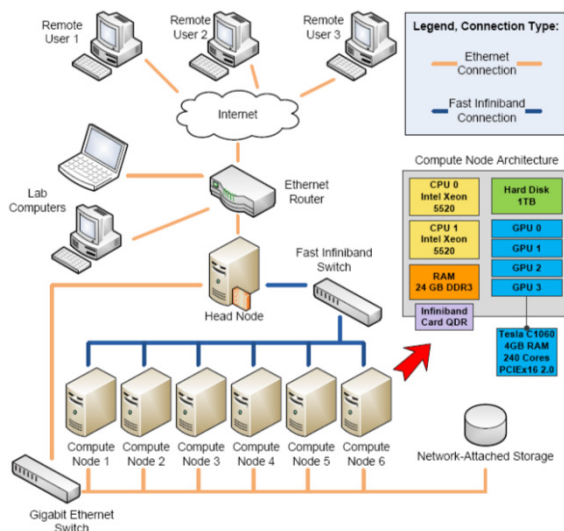 Remote
User 1
Remote
User 2
Remote
User 3
Legend, Connection Type:
Ethernet
Connection
Fast Infiniband
Connection
Internet
Lab
Computers
Ethernet
Router
Fast Infiniband
Switch
Head Node
Compute Node Architecture
CPU 0
Intel Xeon
5520
Hard Disk
1TB
CPU 1
Intel Xeon
5520
GPU 0
GPU 1
GPU 2
GPU 3
RAM
24 GB DDR3
Infiniband
Card QDR
Tesla C1060
4GB RAM
240 Cores
PCIEx16 2.0
Compute
Node 1
Compute
Node 2
Compute
Node 3
Compute
Node 4
Compute
Node 5
Compute
Node 6
Network-Attached Storage
Gigabit Ethernet
Switch